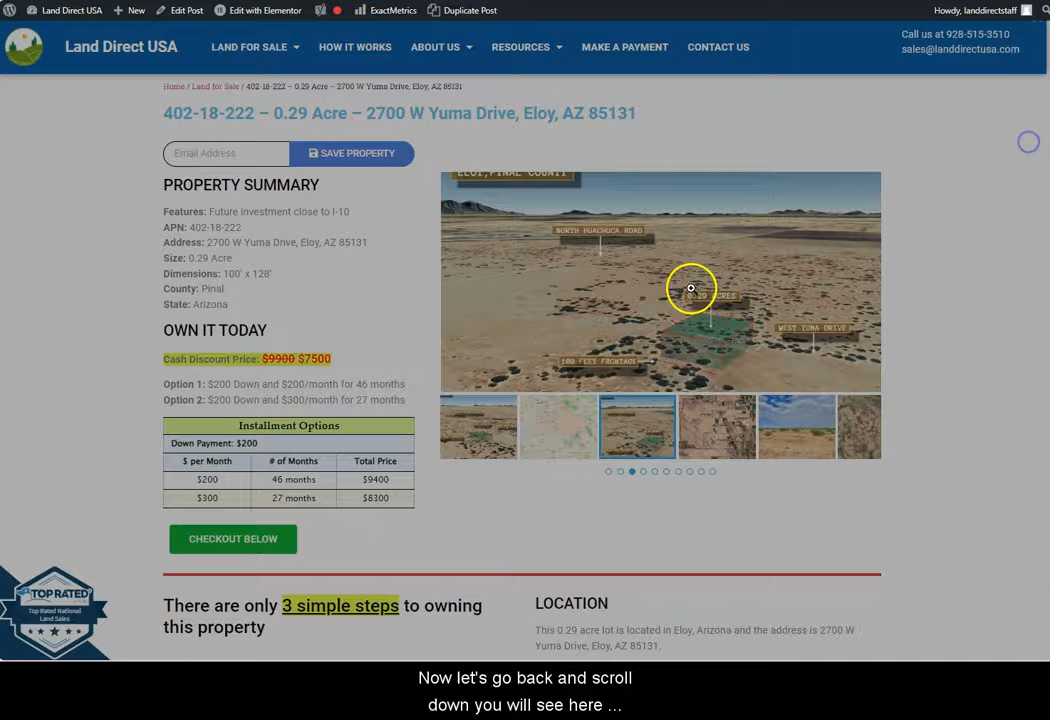 Land Direct USA
New
Edit Post
Edit with Elementor
ExactMetrics
Duplicate Post
Howdy, landdirectstaff
Land Direct USA
LAND FOR SALE
HOW IT WORKS
ABOUT US
RESOURCES
MAKE A PAYMENT
CONTACT US
Call us at 928-515-3510
sales@landdirectusa.com
Home / Land for Sale / 402-18-222 – 0.29 Acre – 2700 W Yuma Drive, Eloy, AZ 85131
402-18-222 – 0.29 Acre – 2700 W Yuma Drive, Eloy, AZ 85131
Email Address
SAVE PROPERTY
PROPERTY SUMMARY
Features: Future investment close to I-10
APN: 402-18-222
Address: 2700 W Yuma Drive, Eloy, AZ 85131
Size: 0.29 Acre
Dimensions: 100' x 128'
County: Pinal
State: Arizona
OWN IT TODAY
Cash Discount Price: $9900 $7500
Option 1: $200 Down and $200/month for 46 months
Option 2: $200 Down and $300/month for 27 months
Installment Options
Down Payment: $200
$ per Month # of Months Total Price
$200 46 months $9400
$300 27 months $8300
CHECKOUT BELOW
ELOY, PINAL COUNTY
NORTH HUACHUCA ROAD
0.29 ACRES
WEST YUMA DRIVE
100 FEET FRONTAGE
TOP RATED
Top Rated National
Land Sales
There are only 3 simple steps to owning
this property
LOCATION
This 0.29 acre lot is located in Eloy, Arizona and the address is 2700 W
Yuma Drive, Eloy, AZ 85131.
Now let's go back and scroll
down you will see here ...